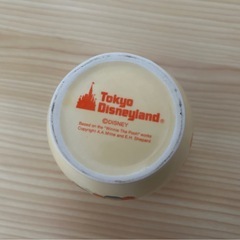 Tokyo
Disneyland®
©DISNEY
Based on the "Winnie The Pooh" works
Copyright A.A. Milne and E.H. Shepard